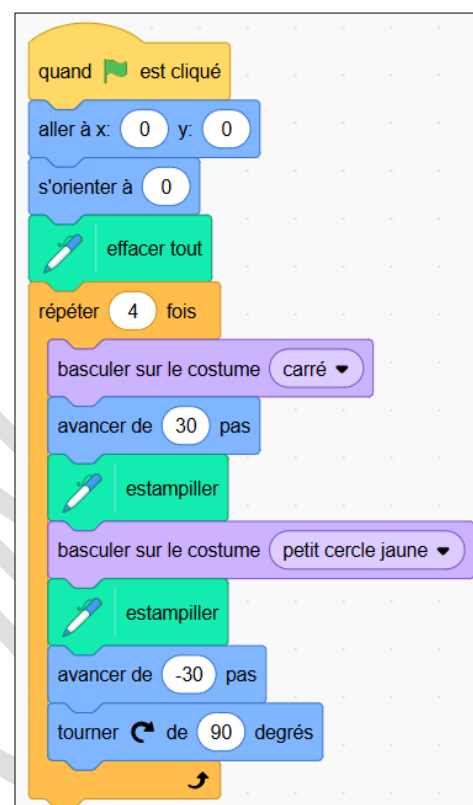 quand est cliqué
aller à x: 0 y: 0
s'orienter à 0
effacer tout
répéter 4 fois
basculer sur le costume carré
avancer de 30 pas
estampiller
basculer sur le costume petit cercle jaune
estampiller
avancer de -30 pas
tourner de 90 degrés